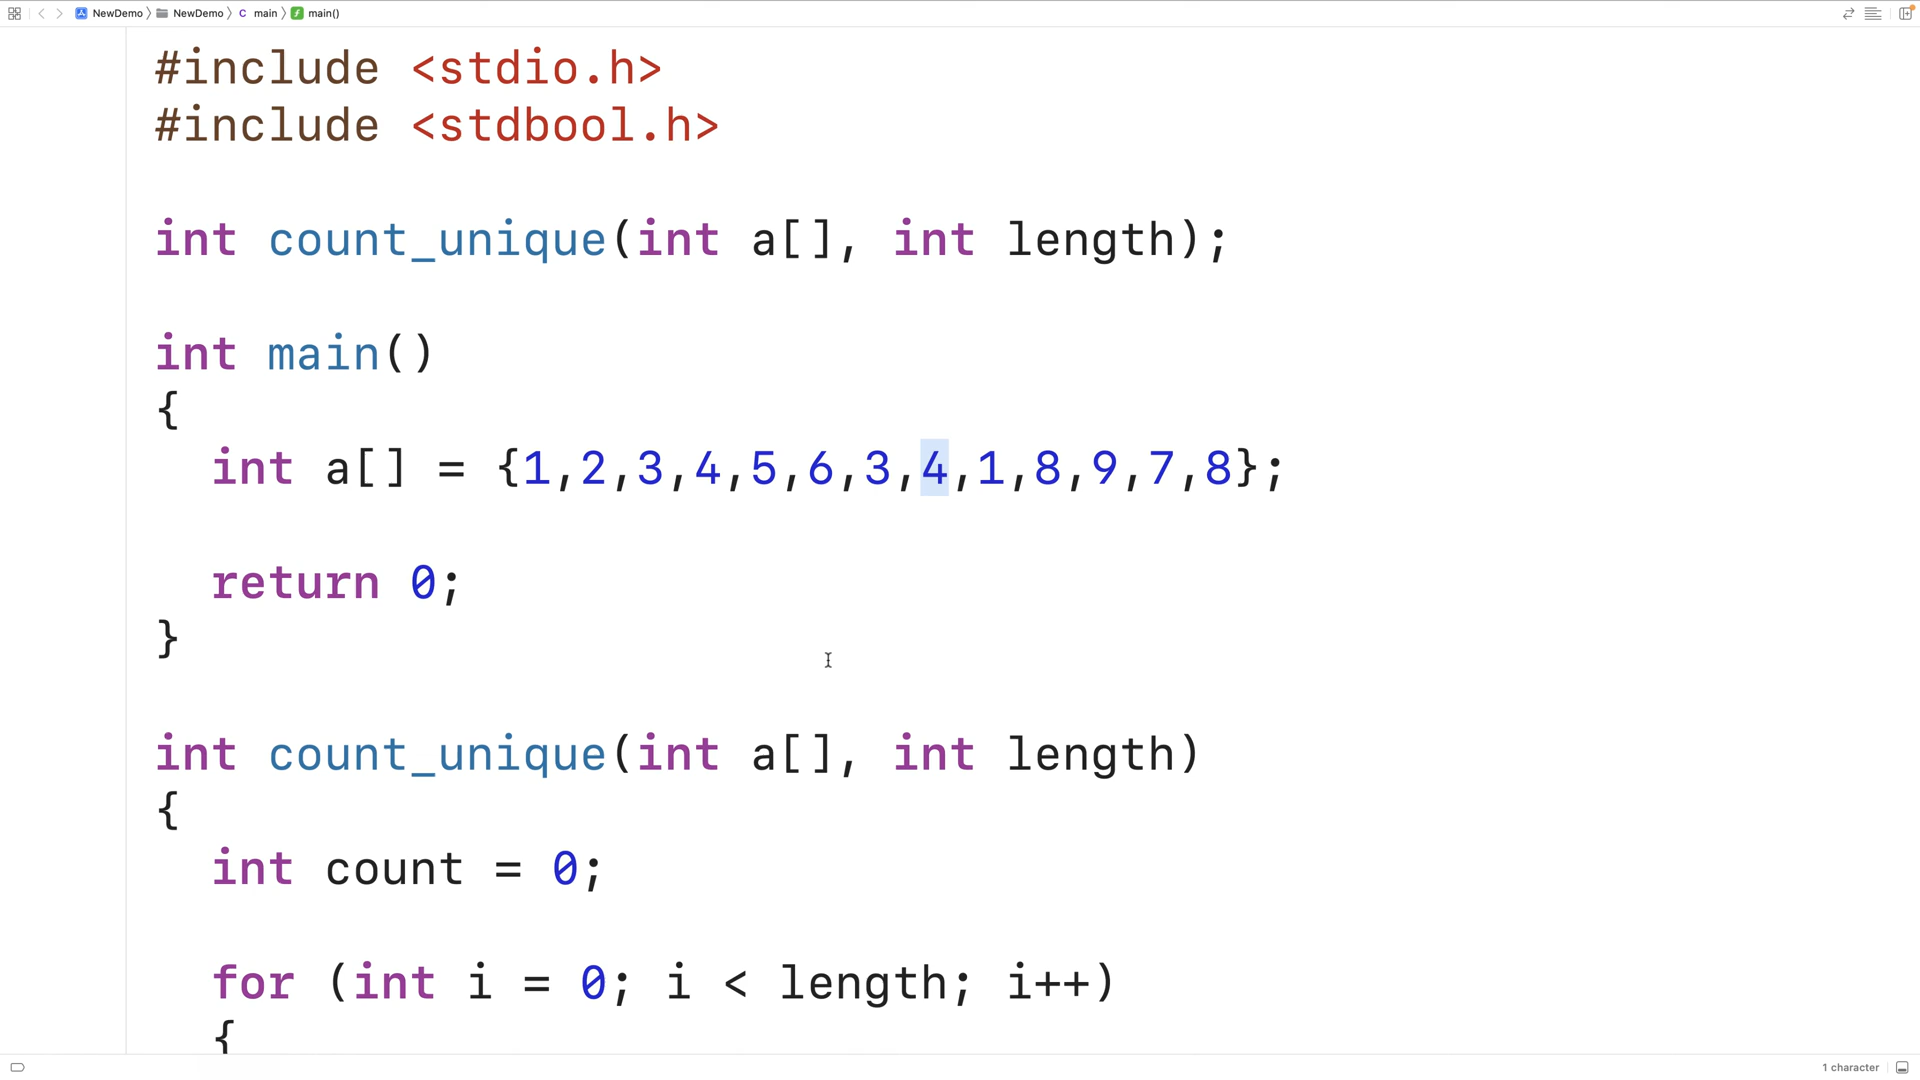 NewDemo NewDemo C main f main()
#include <stdio.h>
#include <stdbool.h>
int count_unique(int a[], int length);
int main()
{
int a[] = {1,2,3,4,5,6,3,4,1,8,9,7,8};
return 0;
}
int count_unique(int a[], int length)
{
int count = 0;
for (int i = 0; i < length; i++)
{
1 character